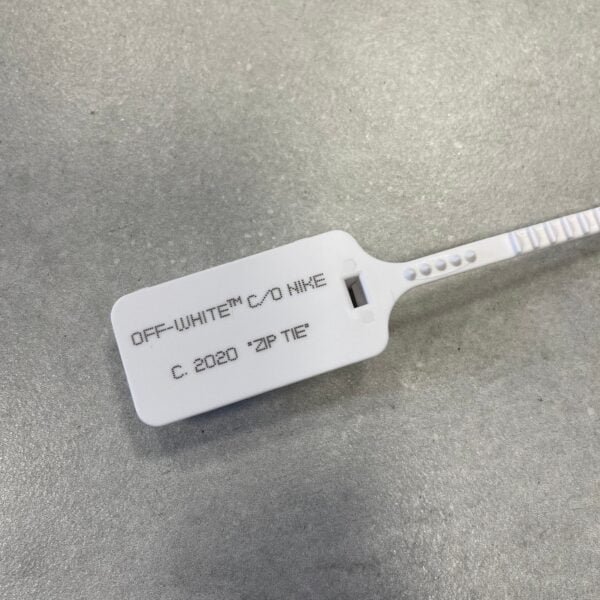 OFF-WHITE™ C/O NIKE
C. 2020 "ZIP TIE"